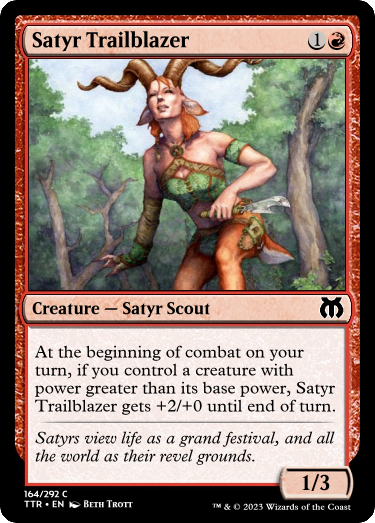 Satyr Trailblazer 1
Creature — Satyr Scout
At the beginning of combat on your
turn, if you control a creature with
power greater than its base power, Satyr
Trailblazer gets +2/+0 until end of turn.
Satyrs view life as a grand festival, and all
the world as their revel grounds.
1/3
164/292 C
TTR • EN Beth Trott
™ & © 2023 Wizards of the Coast